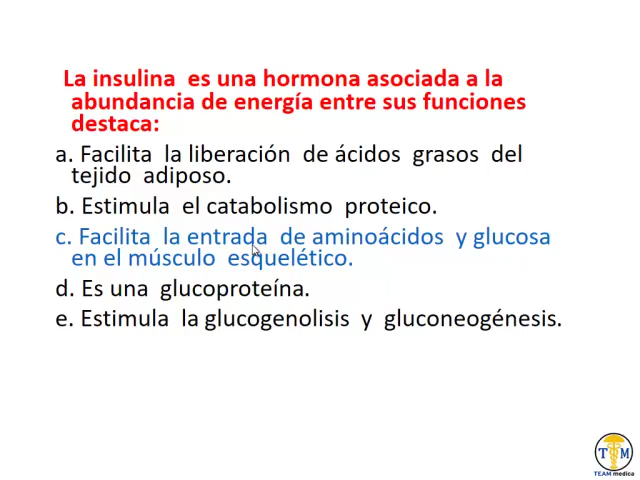 La insulina es una hormona asociada a la
abundancia de energía entre sus funciones
destaca:
a. Facilita la liberación de ácidos grasos del
tejido adiposo.
b. Estimula el catabolismo proteico.
c. Facilita la entrada de aminoácidos y glucosa
en el músculo esquelético.
d. Es una glucoproteína.
e. Estimula la glucogenolisis y gluconeogénesis.
T M
TEAM medica